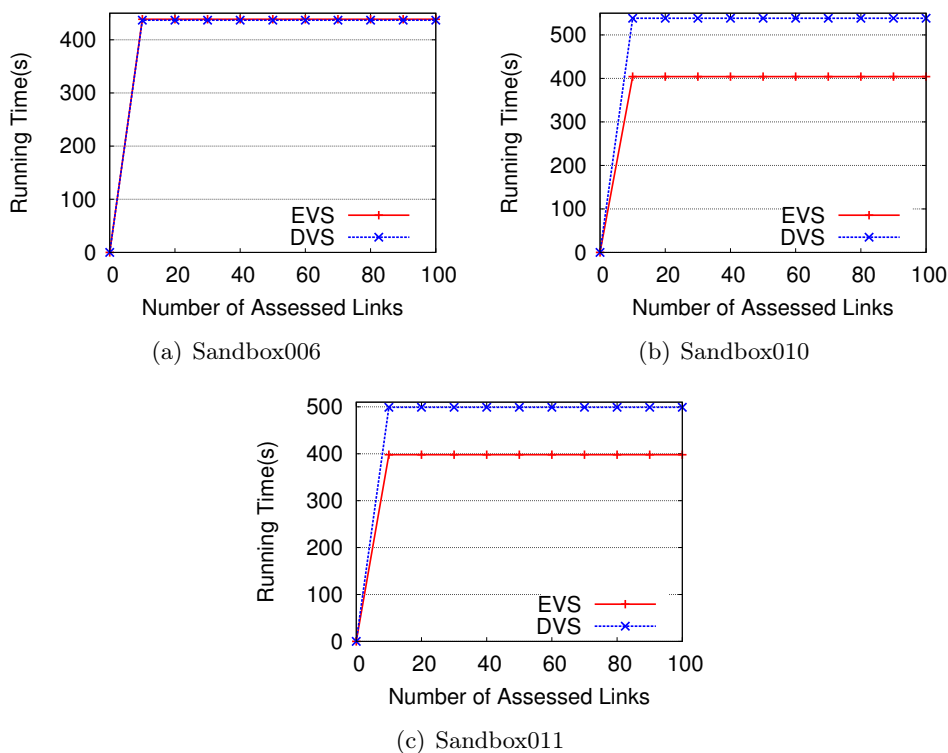 400
300
200
100
0
Running Time(s)
EVS
DVS
0 20 40 60 80 100
Number of Assessed Links
(a) Sandbox006
500
400
300
200
100
0
Running Time(s)
EVS
DVS
0 20 40 60 80 100
Number of Assessed Links
(b) Sandbox010
500
400
300
200
100
0
Running Time(s)
EVS
DVS
0 20 40 60 80 100
Number of Assessed Links
(c) Sandbox011